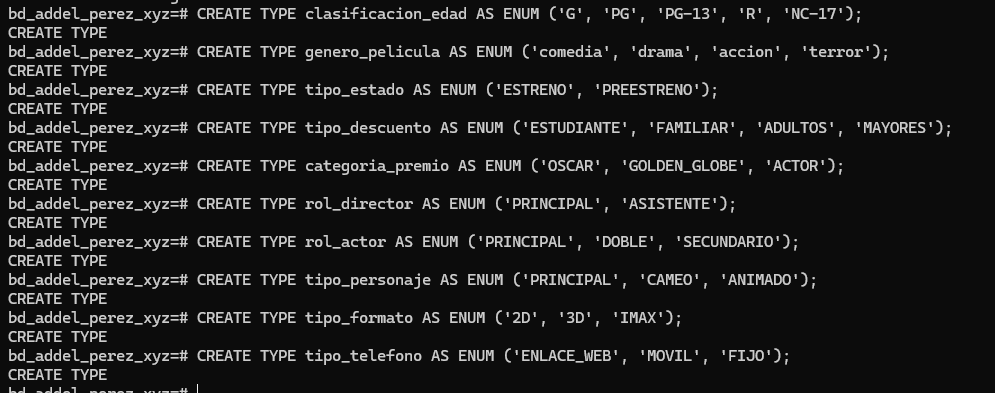 bd_addel_perez_xyz=# CREATE TYPE clasificacion_edad AS ENUM ('G', 'PG', 'PG-13', 'R', 'NC-17');
CREATE TYPE
bd_addel_perez_xyz=# CREATE TYPE genero_pelicula AS ENUM ('comedia', 'drama', 'accion', 'terror');
CREATE TYPE
bd_addel_perez_xyz=# CREATE TYPE tipo_estado AS ENUM ('ESTRENO', 'PREESTRENO');
CREATE TYPE
bd_addel_perez_xyz=# CREATE TYPE tipo_descuento AS ENUM ('ESTUDIANTE', 'FAMILIAR', 'ADULTOS', 'MAYORES');
CREATE TYPE
bd_addel_perez_xyz=# CREATE TYPE categoria_premio AS ENUM ('OSCAR', 'GOLDEN_GLOBE', 'ACTOR');
CREATE TYPE
bd_addel_perez_xyz=# CREATE TYPE rol_director AS ENUM ('PRINCIPAL', 'ASISTENTE');
CREATE TYPE
bd_addel_perez_xyz=# CREATE TYPE rol_actor AS ENUM ('PRINCIPAL', 'DOBLE', 'SECUNDARIO');
CREATE TYPE
bd_addel_perez_xyz=# CREATE TYPE tipo_personaje AS ENUM ('PRINCIPAL', 'CAMEO', 'ANIMADO');
CREATE TYPE
bd_addel_perez_xyz=# CREATE TYPE tipo_formato AS ENUM ('2D', '3D', 'IMAX');
CREATE TYPE
bd_addel_perez_xyz=# CREATE TYPE tipo_telefono AS ENUM ('ENLACE_WEB', 'MOVIL', 'FIJO');
CREATE TYPE
bd_addel_perez_xyz=#